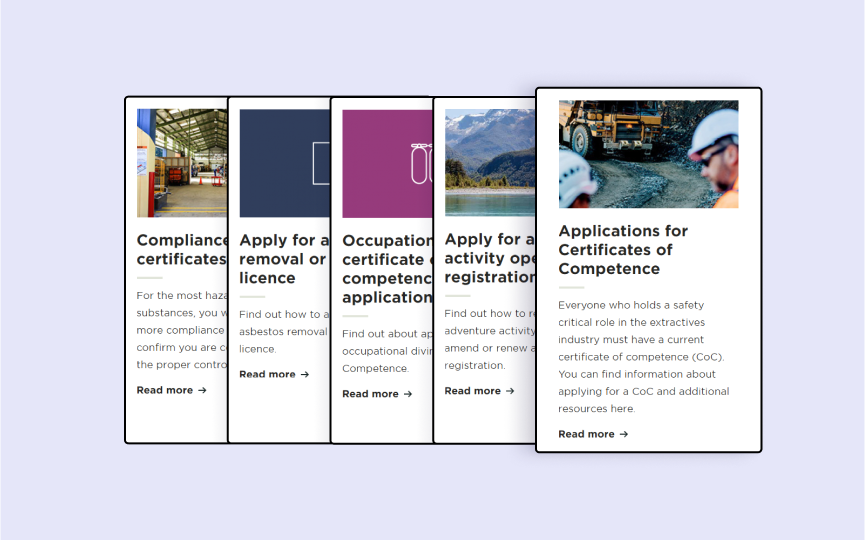 Compliance
certificates
For the most haza
substances, you w
more compliance
confirm you are c
the proper contro
Read more →
Apply for a
removal or
licence
Find out how to a
asbestos removal
licence.
Read more →
Occupation
certificate
competenc
application
Find out about ap
occupational divin
Competence.
Read more →
Apply for a
activity ope
registration
Find out how to re
adventure activity
amend or renew a
registration.
Read more →
Applications for
Certificates of
Competence
Everyone who holds a safety
critical role in the extractives
industry must have a current
certificate of competence (CoC).
You can find information about
applying for a CoC and additional
resources here.
Read more →